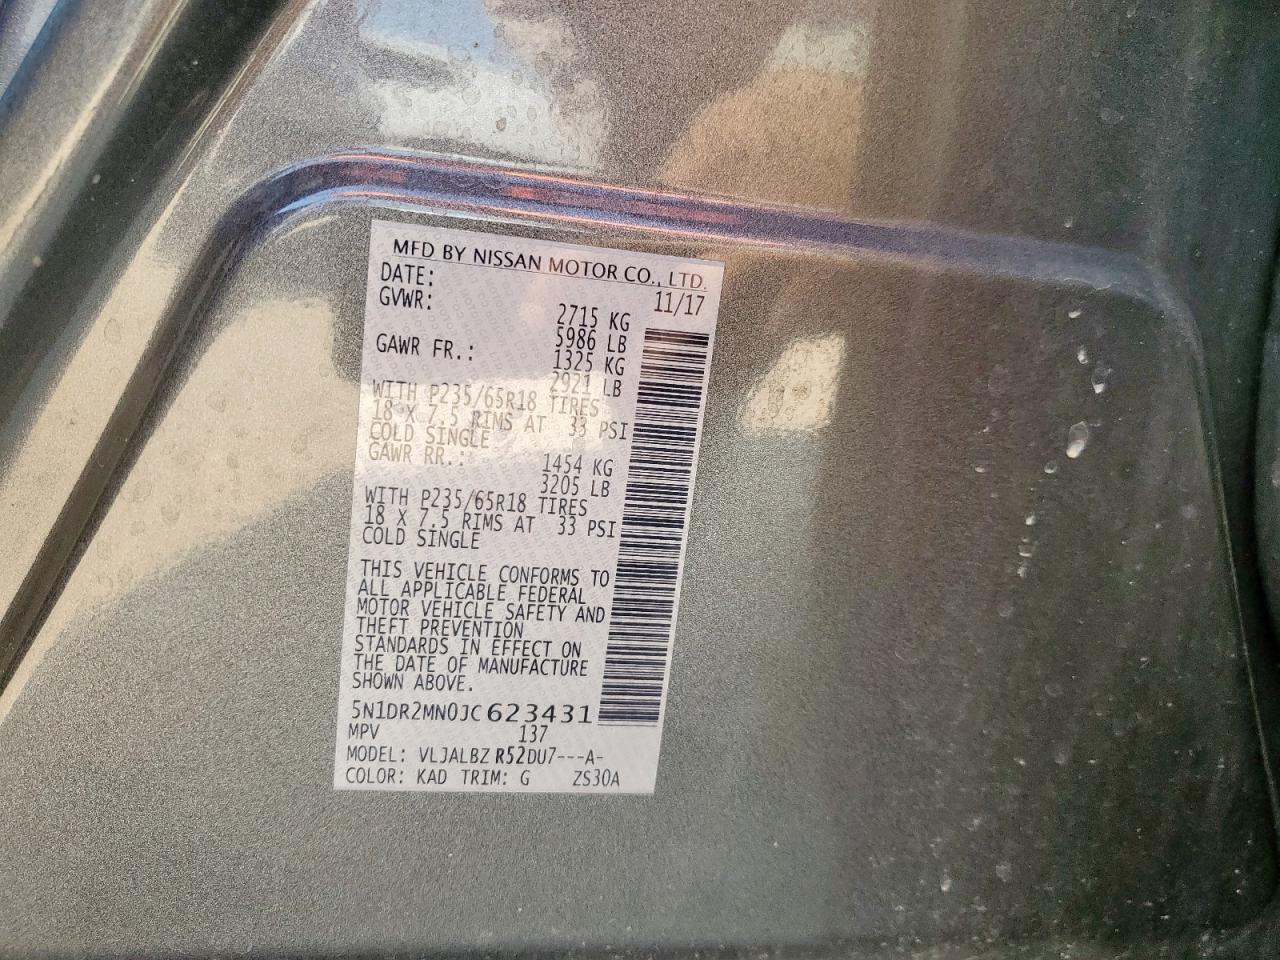 MFD BY NISSAN MOTOR CO., LTD.
DATE: 11/17
GVWR: 2715 KG
5986 LB
GAWR FR.: 1325 KG
2921 LB
WITH P235/65R18 TIRES
18 X 7.5 RIMS AT 33 PSI
COLD SINGLE
GAWR RR.: 1454 KG
3205 LB
WITH P235/65R18 TIRES
18 X 7.5 RIMS AT 33 PSI
COLD SINGLE
THIS VEHICLE CONFORMS TO
ALL APPLICABLE FEDERAL
MOTOR VEHICLE SAFETY AND
THEFT PREVENTION
STANDARDS IN EFFECT ON
THE DATE OF MANUFACTURE
SHOWN ABOVE.
5N1DR2MN0JC623431
MPV 137
MODEL: VLJALBZ R52DU7---A-
COLOR: KAD TRIM: G ZS30A